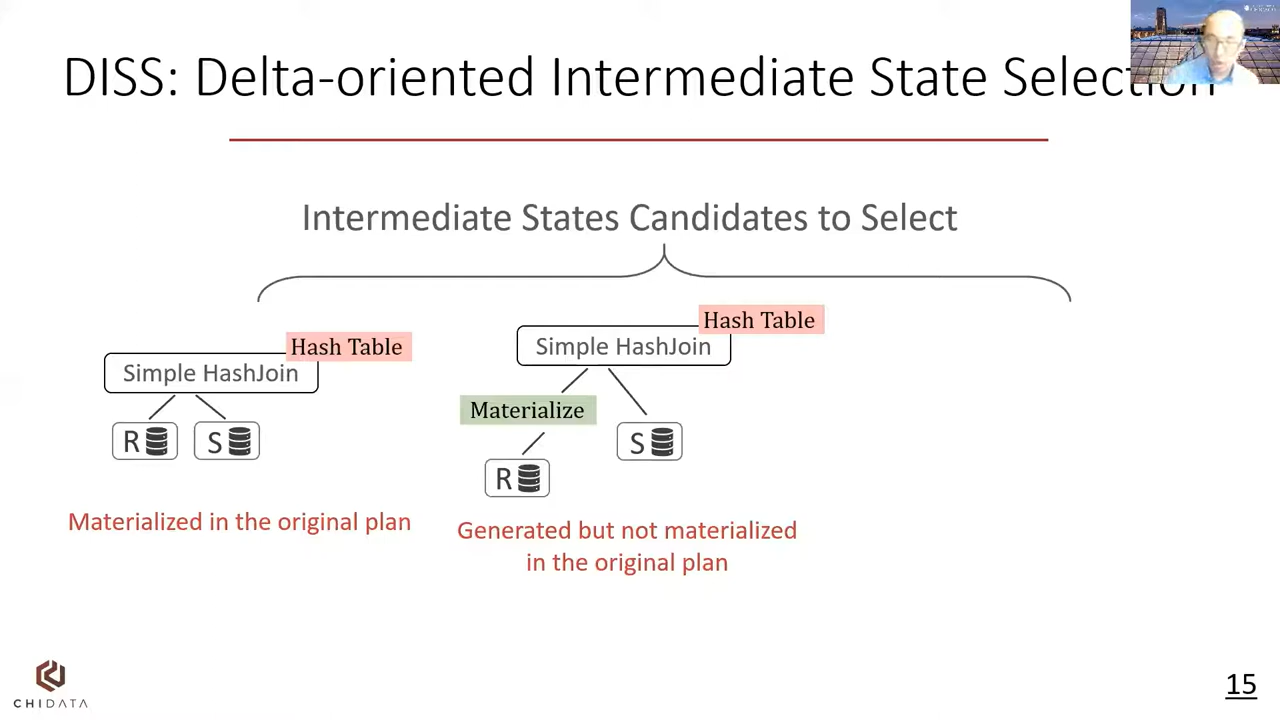 DISS: Delta-oriented Intermediate State Selection
Intermediate States Candidates to Select
Hash Table
Simple HashJoin
R
S
Materialized in the original plan
Hash Table
Simple HashJoin
Materialize
S
R
Generated but not materialized
in the original plan
CHIDATA
15